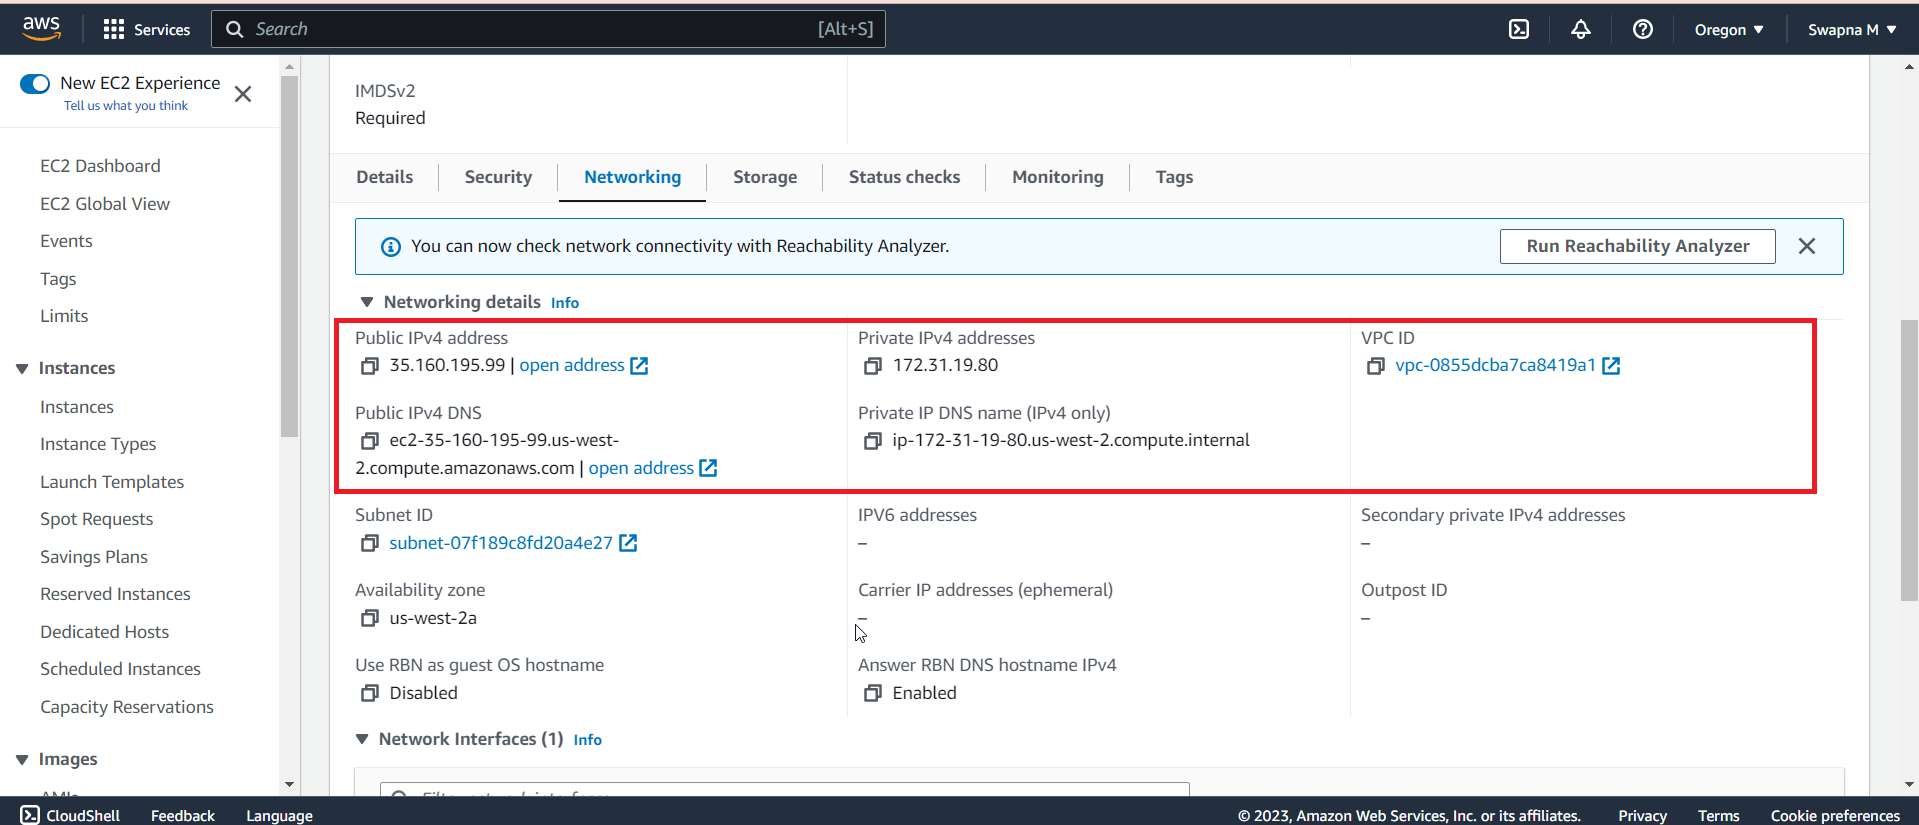 aws
Services
Search
[Alt+S]
Oregon
Swapna M
New EC2 Experience
Tell us what you think
EC2 Dashboard
EC2 Global View
Events
Tags
Limits
Instances
Instances
Instance Types
Launch Templates
Spot Requests
Savings Plans
Reserved Instances
Dedicated Hosts
Scheduled Instances
Capacity Reservations
Images
IMDSv2
Required
Details
Security
Networking
Storage
Status checks
Monitoring
Tags
You can now check network connectivity with Reachability Analyzer.
Run Reachability Analyzer
Networking details Info
Public IPv4 address
35.160.195.99 | open address
Private IPv4 addresses
172.31.19.80
VPC ID
vpc-0855dcba7ca8419a1
Public IPv4 DNS
ec2-35-160-195-99.us-west-
2.compute.amazonaws.com | open address
Private IP DNS name (IPv4 only)
ip-172-31-19-80.us-west-2.compute.internal
Subnet ID
subnet-07f189c8fd20a4e27
IPV6 addresses
–
Secondary private IPv4 addresses
–
Availability zone
us-west-2a
Carrier IP addresses (ephemeral)
–
Outpost ID
–
Use RBN as guest OS hostname
Disabled
Answer RBN DNS hostname IPv4
Enabled
Network Interfaces (1) Info
CloudShell
Feedback
Language
© 2023, Amazon Web Services, Inc. or its affiliates.
Privacy
Terms
Cookie preferences